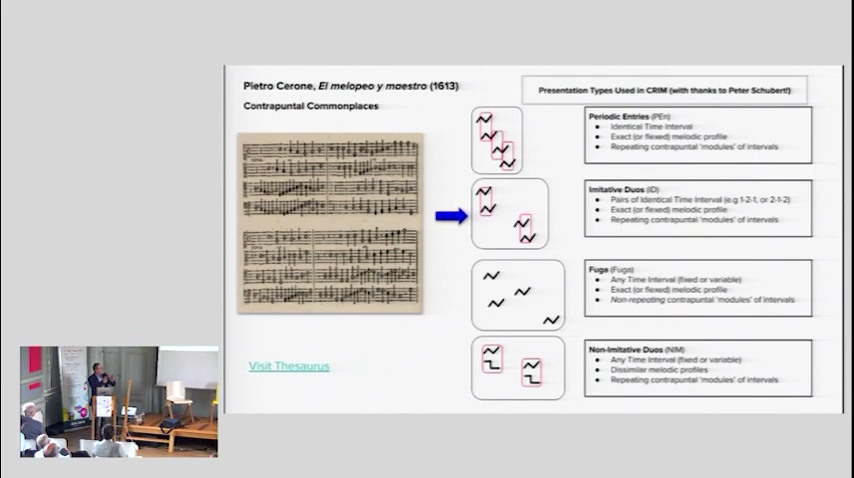 Pietro Cerone, El melopeo y maestro (1613)
Contrapuntal Commonplaces
Visit Thesaurus
Presentation Types Used in CRIM (with thanks to Peter Schubert!)
Periodic Entries (PEn)
● Identical Time Interval
● Exact (or flexed) melodic profile
● Repeating contrapuntal ‘modules’ of intervals
Imitative Duos (ID)
● Pairs of Identical Time Interval (e.g 1-2-1, or 2-1-2)
● Exact (or flexed) melodic profile
● Repeating contrapuntal ‘modules’ of intervals
Fuga (Fuga)
● Any Time Interval (fixed or variable)
● Exact (or flexed) melodic profile
● Non-repeating contrapuntal ‘modules’ of intervals
Non-Imitative Duos (NIM)
● Any Time Interval (fixed or variable)
● Dissimilar melodic profiles
● Repeating contrapuntal ‘modules’ of intervals